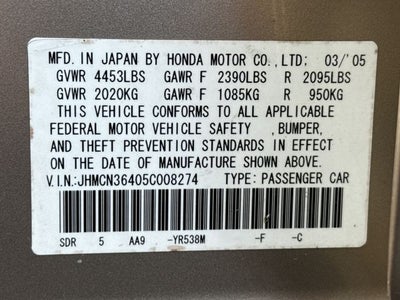 MFD. IN JAPAN BY HONDA MOTOR CO.,LTD; 03/'05
GVWR 4453LBS GAWR F 2390LBS R 2095LBS
GVWR 2020KG GAWR F 1085KG R 950KG
THIS VEHICLE CONFORMS TO ALL APPLICABLE
FEDERAL MOTOR VEHICLE SAFETY ,BUMPER,
AND THEFT PREVENTION STANDARDS IN EFFECT
ON THE DATE OF MANUFACTURE SHOWN ABOVE.
V.I.N.:JHMCN36405C008274 TYPE:PASSENGER CAR
SDR 5 AA9 -YR538M -F -C